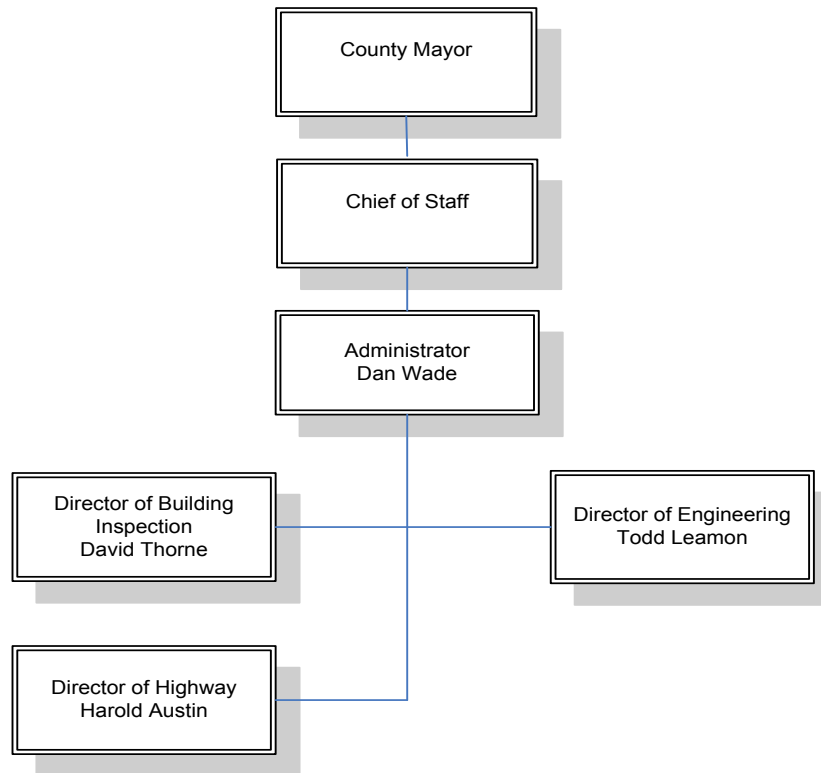 County Mayor
Chief of Staff
Administrator
Dan Wade
Director of Building
Inspection
David Thorne
Director of Engineering
Todd Leamon
Director of Highway
Harold Austin